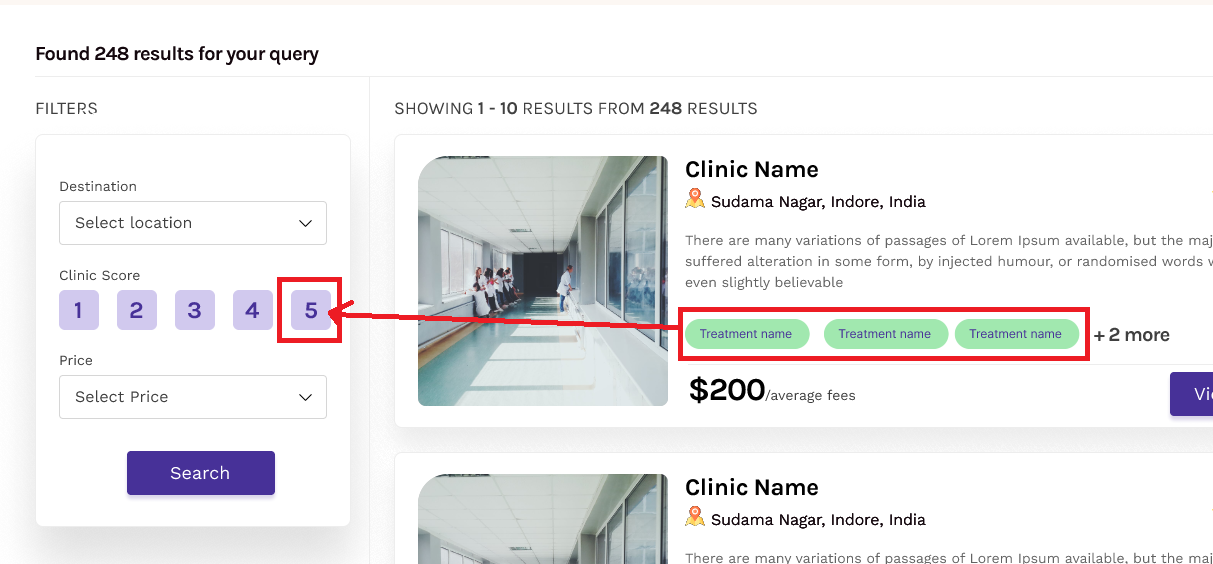 Found 248 results for your query
FILTERS
SHOWING 1 - 10 RESULTS FROM 248 RESULTS
Destination
Select location
Clinic Score
1 2 3 4 5
Price
Select Price
Search
Clinic Name
Sudama Nagar, Indore, India
There are many variations of passages of Lorem Ipsum available, but the maj
suffered alteration in some form, by injected humour, or randomised words w
even slightly believable
Treatment name Treatment name Treatment name + 2 more
$200/average fees
Vi
Clinic Name
Sudama Nagar, Indore, India
There are many variations of passages of Lorem Ipsum available, but the maj